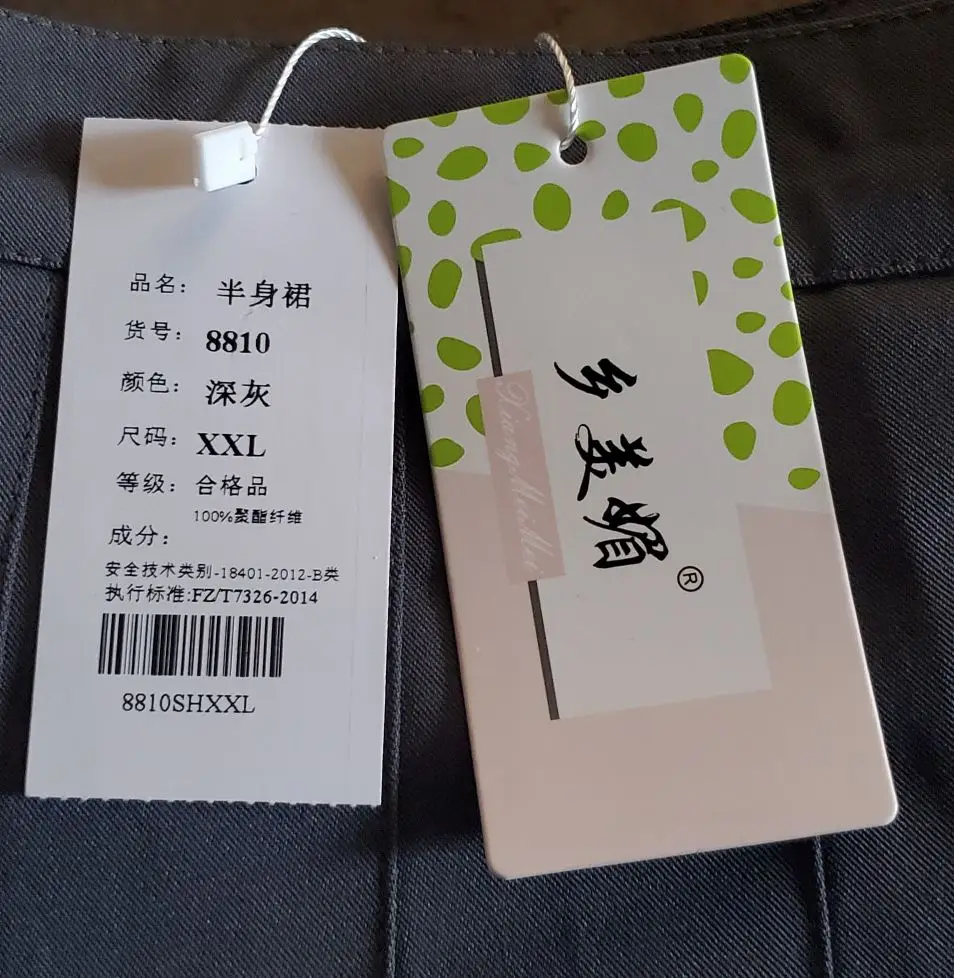 品名： 半身裙
货号： 8810
颜色： 深灰
尺码： XXL
等级： 合格品
100%聚酯纤维
成分：
安全技术类别-18401-2012-B类
执行标准:FZ/T7326-2014
8810SHXXL
乡美媚®
XiangMeiMei